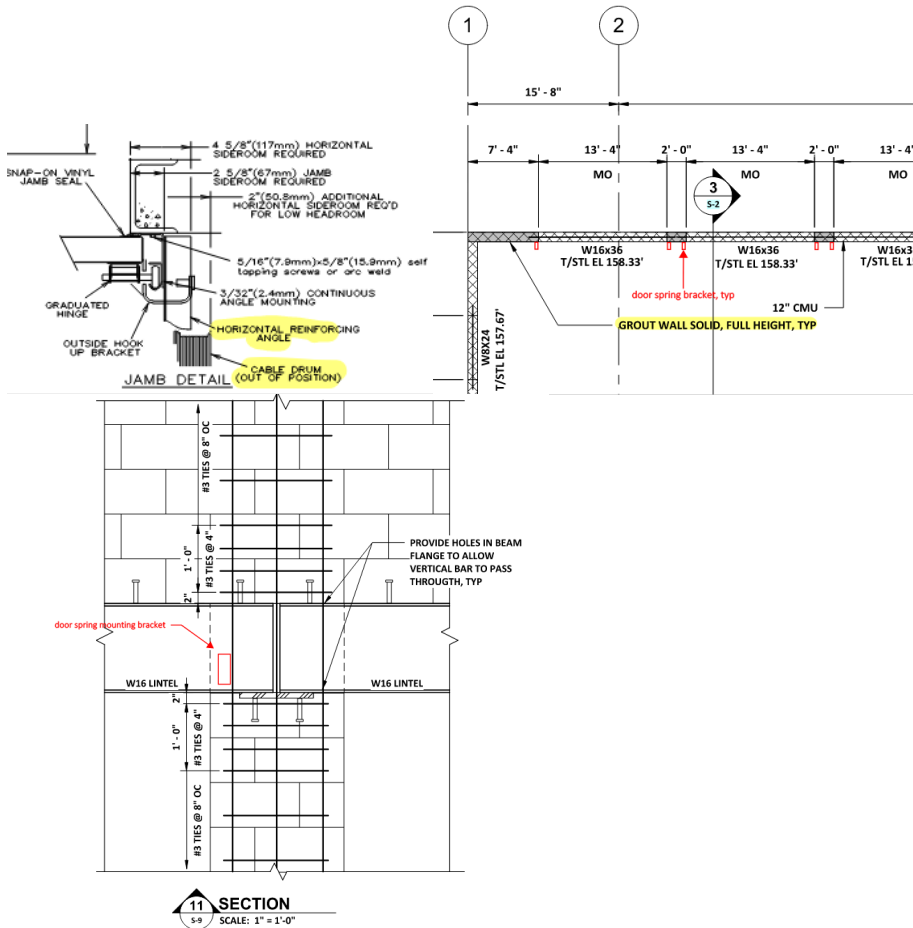 4 5/8"(117mm) HORIZONTAL
SIDEROOM REQUIRED
SNAP-ON VINYL
JAMB SEAL
2 5/8"(67mm) JAMB
SIDEROOM REQUIRED
2"(50.8mm) ADDITIONAL
HORIZONTAL SIDEROOM REQ'D
FOR LOW HEADROOM
5/16"(7.9mm)x5/8"(15.9mm) self
tapping screws or arc weld
3/32"(2.4mm) CONTINUOUS
ANGLE MOUNTING
GRADUATED
HINGE
HORIZONTAL REINFORCING
ANGLE
OUTSIDE HOOK
UP BRACKET
CABLE DRUM
(OUT OF POSITION)
JAMB DETAIL
1
2
15' - 8"
7' - 4"
13' - 4"
2' - 0"
13' - 4"
2' - 0"
13' - 4"
MO
MO
MO
3
S-2
W16x36
T/STL EL 158.33'
W16x36
T/STL EL 158.33'
W16x3
T/STL EL 15
door spring bracket, typ
12" CMU
GROUT WALL SOLID, FULL HEIGHT, TYP
W8X24
T/STL EL 157.67'
#3 TIES @ 8" OC
1' - 0"
#3 TIES @ 4"
2"
PROVIDE HOLES IN BEAM
FLANGE TO ALLOW
VERTICAL BAR TO PASS
THROUGTH, TYP
door spring mounting bracket
W16 LINTEL
W16 LINTEL
2"
1' - 0"
#3 TIES @ 4"
#3 TIES @ 8" OC
11
S-9
SECTION
SCALE: 1" = 1'-0"